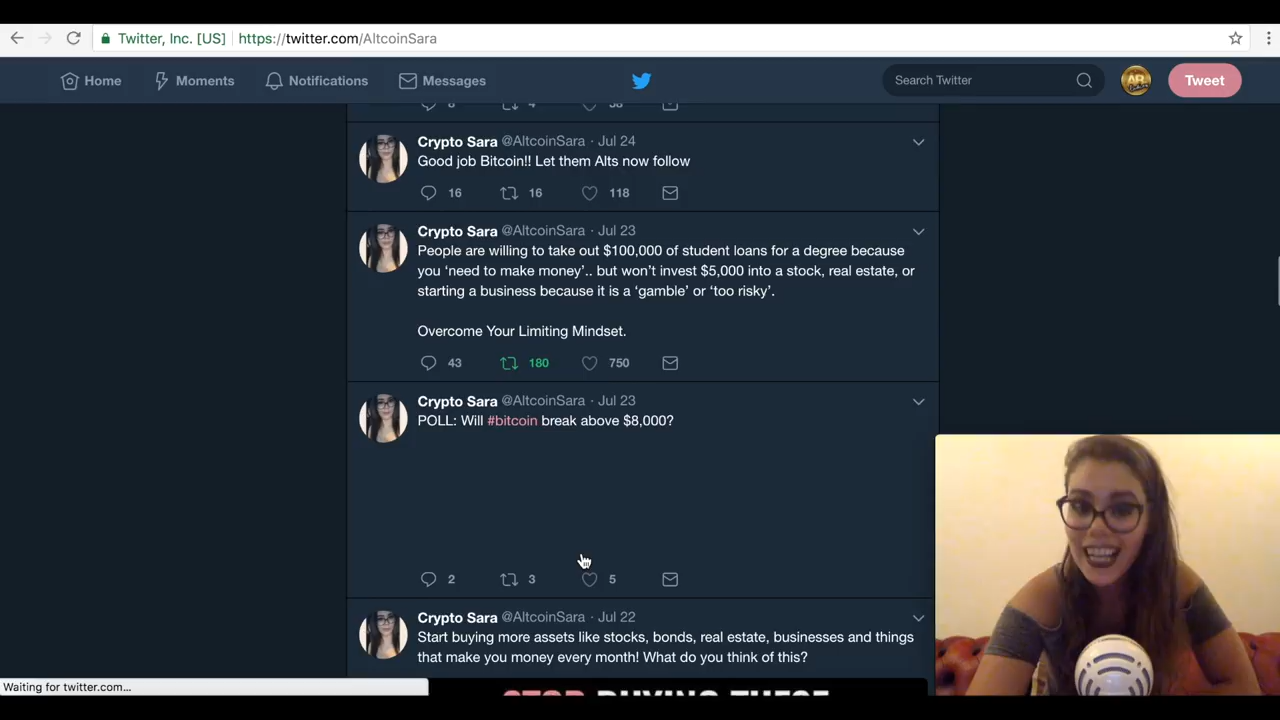 Twitter, Inc. [US] https://twitter.com/AltcoinSara
Home Moments Notifications Messages Search Twitter Tweet
8 4 58
Crypto Sara @AltcoinSara · Jul 24
Good job Bitcoin!! Let them Alts now follow
16 16 118
Crypto Sara @AltcoinSara · Jul 23
People are willing to take out $100,000 of student loans for a degree because
you ‘need to make money’.. but won’t invest $5,000 into a stock, real estate, or
starting a business because it is a ‘gamble’ or ‘too risky’.
Overcome Your Limiting Mindset.
43 180 750
Crypto Sara @AltcoinSara · Jul 23
POLL: Will #bitcoin break above $8,000?
2 3 5
Crypto Sara @AltcoinSara · Jul 22
Start buying more assets like stocks, bonds, real estate, businesses and things
that make you money every month! What do you think of this?
Waiting for twitter.com...
STOP BUYING THESE